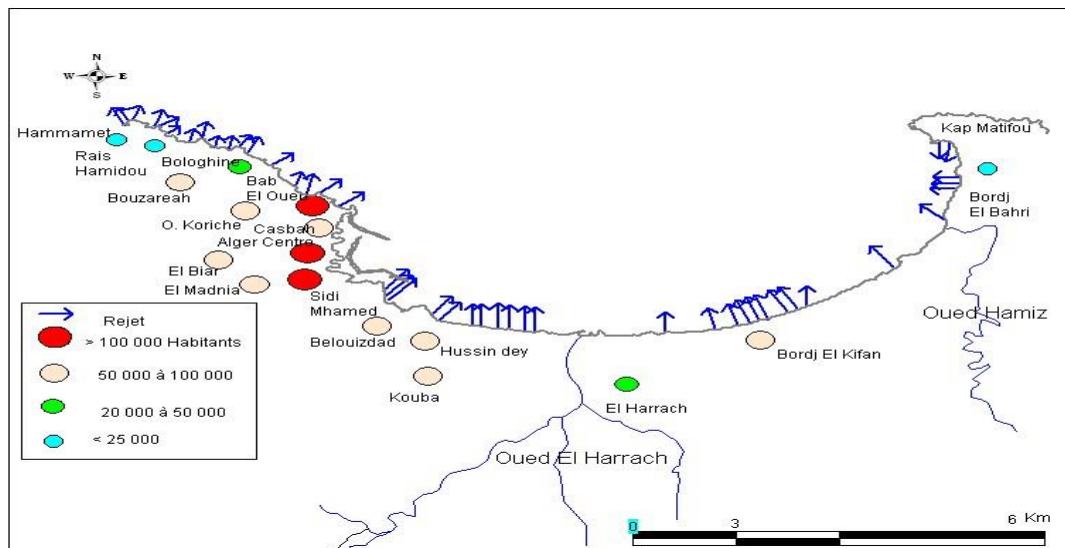 N
W E
S
Hammamet
Rais
Hamidou
Bologhine
Bouzareah
Bab
El Oued
O. Koriche
Casbah
Alger Centre
El Biar
El Madnia
Sidi
Mhamed
Belouizdad
Hussin dey
Kouba
El Harrach
Oued El Harrach
Bordj El Kifan
Oued Hamiz
Kap Matifou
Bordj
El Bahri
Rejet
> 100 000 Habitants
50 000 à 100 000
20 000 à 50 000
< 25 000
0 3 6 Km